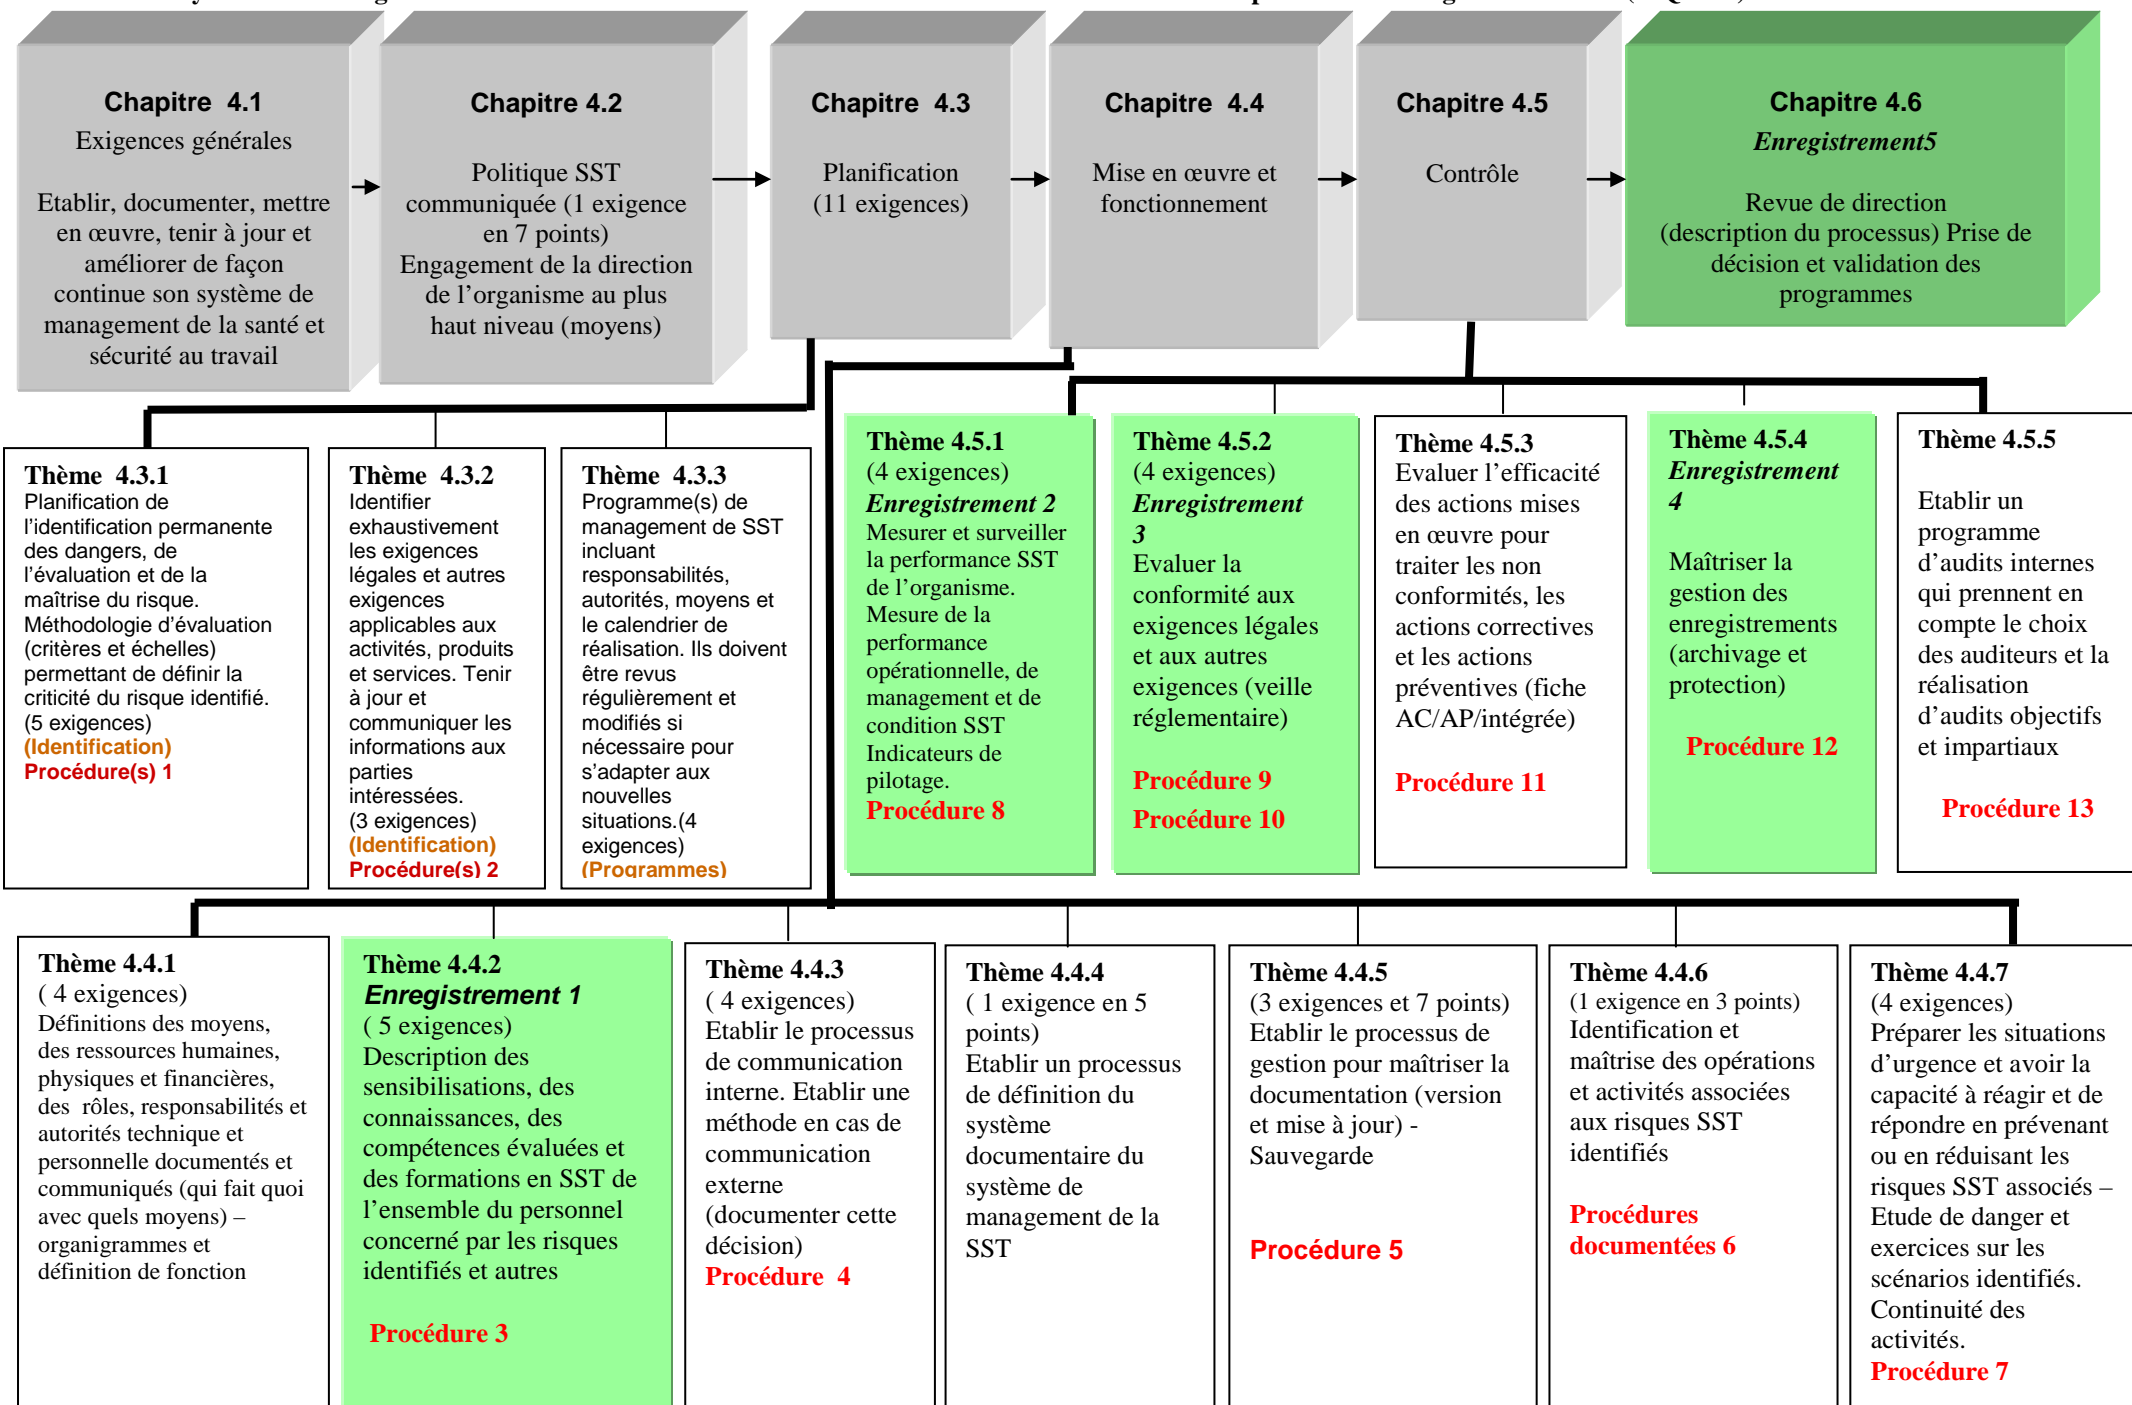 Chapitre 4.1
Exigences générales
Etablir, documenter, mettre
en œuvre, tenir à jour et
améliorer de façon
continue son système de
management de la santé et
sécurité au travail
Chapitre 4.2
Politique SST
communiquée (1 exigence
en 7 points)
Engagement de la direction
de l’organisme au plus
haut niveau (moyens)
Chapitre 4.3
Planification
(11 exigences)
Chapitre 4.4
Mise en œuvre et
fonctionnement
Chapitre 4.5
Contrôle
Chapitre 4.6
Enregistrement5
Revue de direction
(description du processus) Prise de
décision et validation des
programmes
Thème 4.3.1
Planification de
l’identification permanente
des dangers, de
l’évaluation et de la
maîtrise du risque.
Méthodologie d’évaluation
(critères et échelles)
permettant de définir la
criticité du risque identifié.
(5 exigences)
(Identification)
Procédure(s) 1
Thème 4.3.2
Identifier
exhaustivement
les exigences
légales et autres
exigences
applicables aux
activités, produits
et services. Tenir
à jour et
communiquer les
informations aux
parties
intéressées.
(3 exigences)
(Identification)
Procédure(s) 2
Thème 4.3.3
Programme(s) de
management de SST
incluant
responsabilités,
autorités, moyens et
le calendrier de
réalisation. Ils doivent
être revus
régulièrement et
modifiés si
nécessaire pour
s’adapter aux
nouvelles
situations.(4
exigences)
(Programmes)
Thème 4.5.1
(4 exigences)
Enregistrement 2
Mesurer et surveiller
la performance SST
de l’organisme.
Mesure de la
performance
opérationnelle, de
management et de
condition SST
Indicateurs de
pilotage.
Procédure 8
Thème 4.5.2
(4 exigences)
Enregistrement
3
Evaluer la
conformité aux
exigences légales
et aux autres
exigences (veille
réglementaire)
Procédure 9
Procédure 10
Thème 4.5.3
Evaluer l’efficacité
des actions mises
en œuvre pour
traiter les non
conformités, les
actions correctives
et les actions
préventives (fiche
AC/AP/intégrée)
Procédure 11
Thème 4.5.4
Enregistrement
4
Maîtriser la
gestion des
enregistrements
(archivage et
protection)
Procédure 12
Thème 4.5.5
Etablir un
programme
d’audits internes
qui prennent en
compte le choix
des auditeurs et la
réalisation
d’audits objectifs
et impartiaux
Procédure 13
Thème 4.4.1
( 4 exigences)
Définitions des moyens,
des ressources humaines,
physiques et financières,
des rôles, responsabilités et
autorités technique et
personnelle documentés et
communiqués (qui fait quoi
avec quels moyens) –
organigrammes et
définition de fonction
Thème 4.4.2
Enregistrement 1
( 5 exigences)
Description des
sensibilisations, des
connaissances, des
compétences évaluées et
des formations en SST de
l’ensemble du personnel
concerné par les risques
identifiés et autres
Procédure 3
Thème 4.4.3
( 4 exigences)
Etablir le processus
de communication
interne. Etablir une
méthode en cas de
communication
externe
(documenter cette
décision)
Procédure 4
Thème 4.4.4
( 1 exigence en 5
points)
Etablir un processus
de définition du
système
documentaire du
système de
management de la
SST
Thème 4.4.5
(3 exigences et 7 points)
Etablir le processus de
gestion pour maîtriser la
documentation (version
et mise à jour) -
Sauvegarde
Procédure 5
Thème 4.4.6
(1 exigence en 3 points)
Identification et
maîtrise des opérations
et activités associées
aux risques SST
identifiés
Procédures
documentées 6
Thème 4.4.7
(4 exigences)
Préparer les situations
d’urgence et avoir la
capacité à réagir et de
répondre en prévenant
ou en réduisant les
risques SST associés –
Etude de danger et
exercices sur les
scénarios identifiés.
Continuité des
activités.
Procédure 7